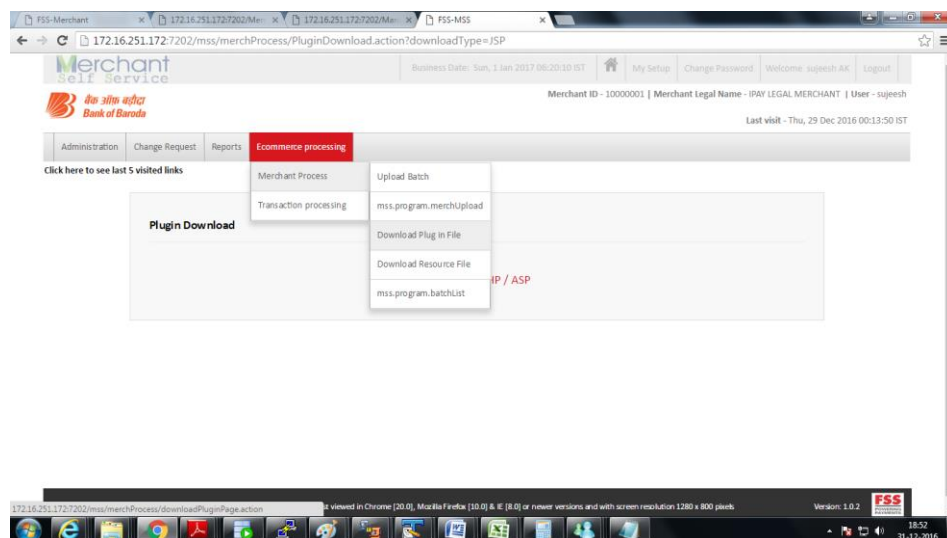 FSS-Merchant
172.16.251.172:7202/Mer
172.16.251.172:7202/Mer
FSS-MSS
172.16.251.172:7202/mss/merchProcess/PluginDownload.action?downloadType=JSP
Merchant
Self Service
Business Date: Sun, 1 Jan 2017 06:20:10 IST
My Setup
Change Password
Welcome sujeesh AK
Logout
बैंक ऑफ़ बड़ौदा
Bank of Baroda
Merchant ID - 10000001 | Merchant Legal Name - IPAY LEGAL MERCHANT | User - sujeesh
Last visit - Thu, 29 Dec 2016 00:13:50 IST
Administration
Change Request
Reports
Ecommerce processing
Click here to see last 5 visited links
Merchant Process
Upload Batch
Transaction processing
mss.program.merchUpload
Plugin Download
Download Plug in File
Download Resource File
HP / ASP
mss.program.batchList
172.16.251.172:7202/mss/merchProcess/downloadPluginPage.action
st viewed in Chrome [20.0], Mozilla Firefox [10.0] & IE [8.0] or newer versions and with screen resolution 1280 x 800 pixels
Version: 1.0.2
FSS
18:52
31-12-2016